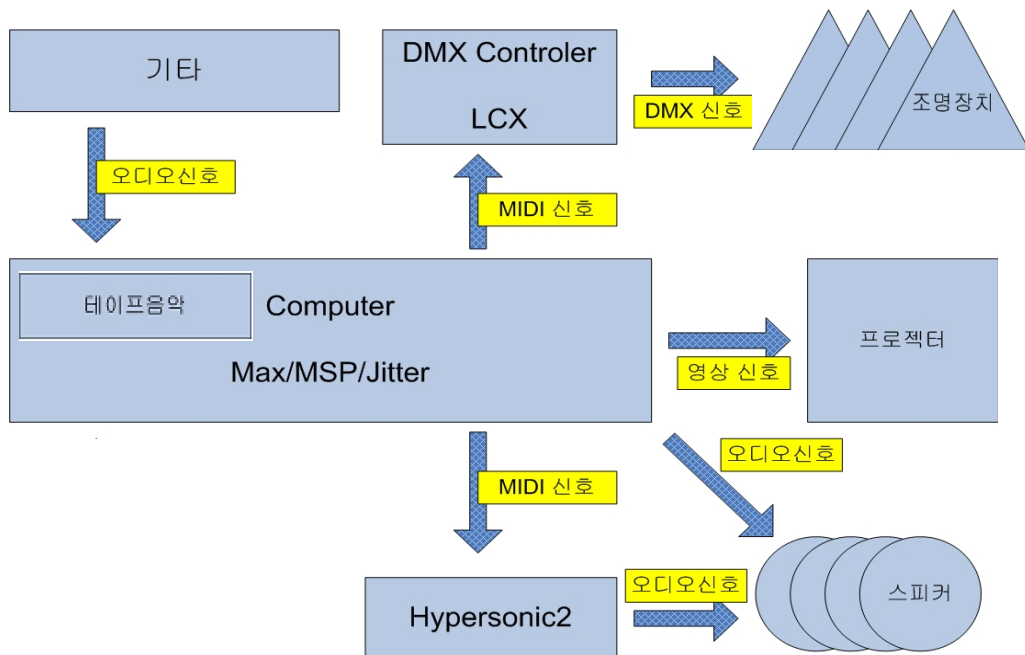 기타
DMX Controler
LCX
DMX 신호
조명장치
오디오신호
MIDI 신호
테이프음악
Computer
Max/MSP/Jitter
영상 신호
프로젝터
MIDI 신호
오디오신호
Hypersonic2
오디오신호
스피커